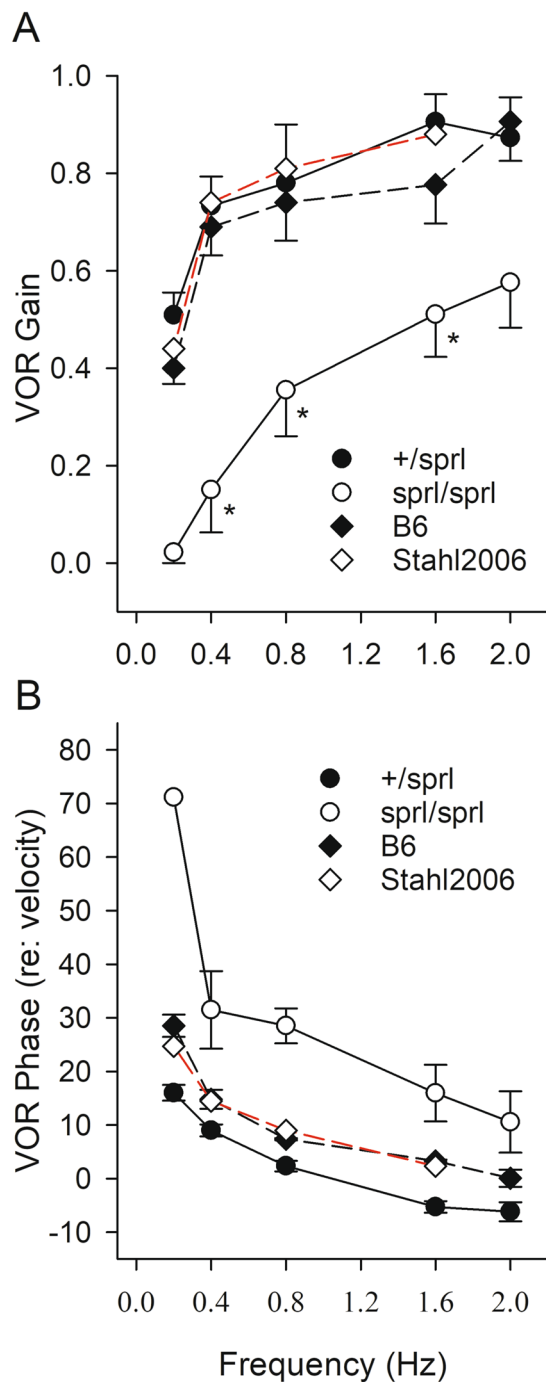 A
1.0
0.8
0.6
0.4
0.2
0.0
VOR Gain
*
*
*
+/sprl
sprl/sprl
B6
Stahl2006
0.0 0.4 0.8 1.2 1.6 2.0
B
80
70
60
50
40
30
20
10
0
-10
VOR Phase (re: velocity)
+/sprl
sprl/sprl
B6
Stahl2006
0.0 0.4 0.8 1.2 1.6 2.0
Frequency (Hz)